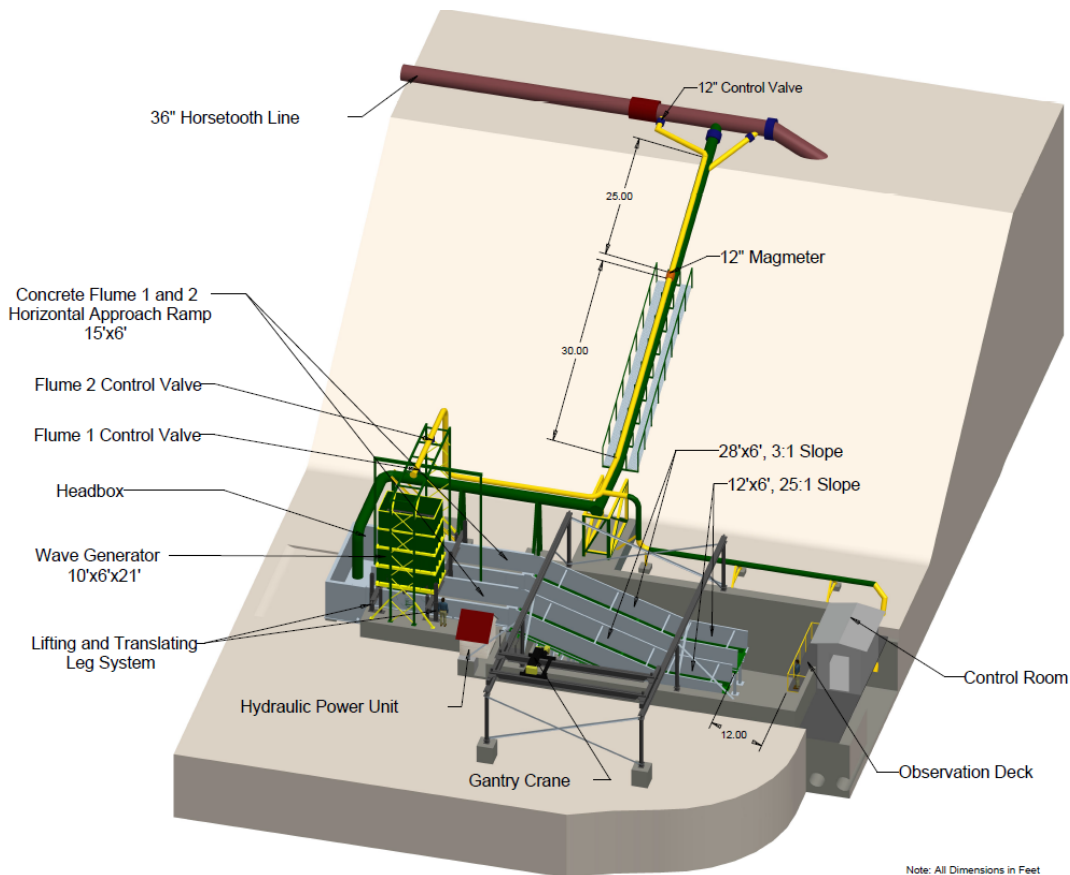 12" Control Valve
36" Horsetooth Line
25.00
12" Magmeter
Concrete Flume 1 and 2
Horizontal Approach Ramp
15'x6'
30.00
Flume 2 Control Valve
Flume 1 Control Valve
28'x6', 3:1 Slope
12'x6', 25:1 Slope
Headbox
Wave Generator
10'x6'x21'
Lifting and Translating
Leg System
Control Room
Hydraulic Power Unit
12.00
Observation Deck
Gantry Crane
Note: All Dimensions in Feet